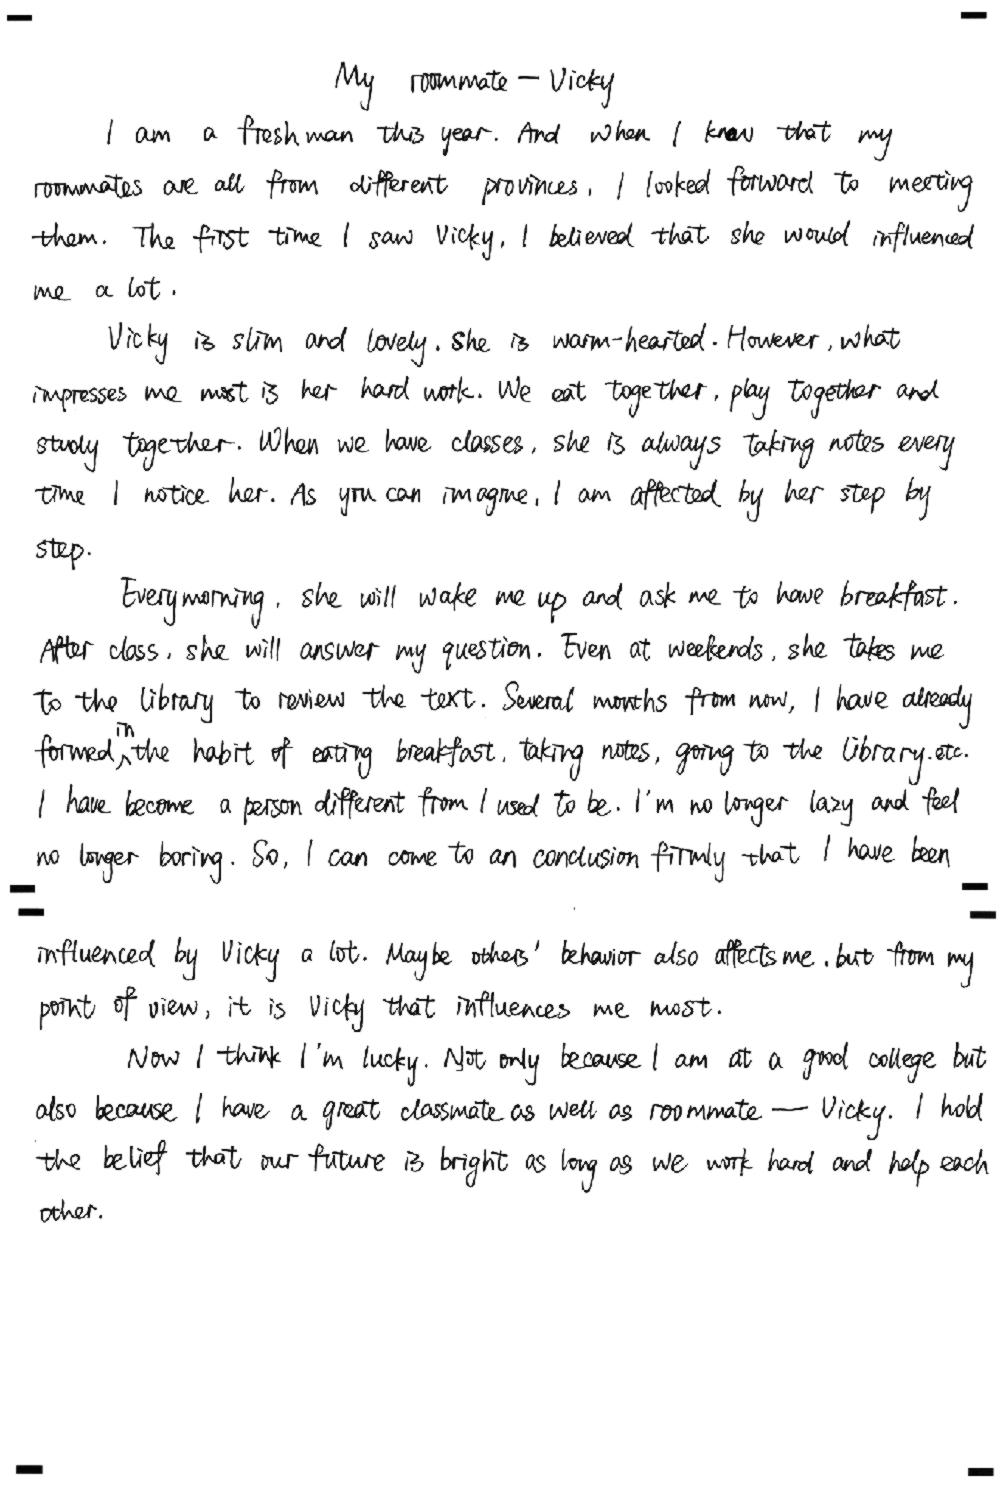 My roommate — Vicky
I am a freshman this year. And when I know that my
roommates are all from different provinces, I looked forward to meeting
them. The first time I saw Vicky, I believed that she would influenced
me a lot.
Vicky is slim and lovely. She is warm-hearted. However, what
impresses me most is her hard work. We eat together, play together and
study together. When we have classes, she is always taking notes every
time I notice her. As you can imagine, I am affected by her step by
step.
Every morning, she will wake me up and ask me to have breakfast.
After class, she will answer my question. Even at weekends, she takes me
to the library to review the text. Several months from now, I have already
formed in the habit of eating breakfast, taking notes, going to the library. etc.
I have become a person different from I used to be. I'm no longer lazy and feel
no longer boring. So, I can come to an conclusion firmly that I have been
influenced by Vicky a lot. Maybe others' behavior also affects me, but from my
point of view, it is Vicky that influences me most.
Now I think I'm lucky. Not only because I am at a good college but
also because I have a great classmate as well as roommate — Vicky. I hold
the belief that our future is bright as long as we work hard and help each
other.